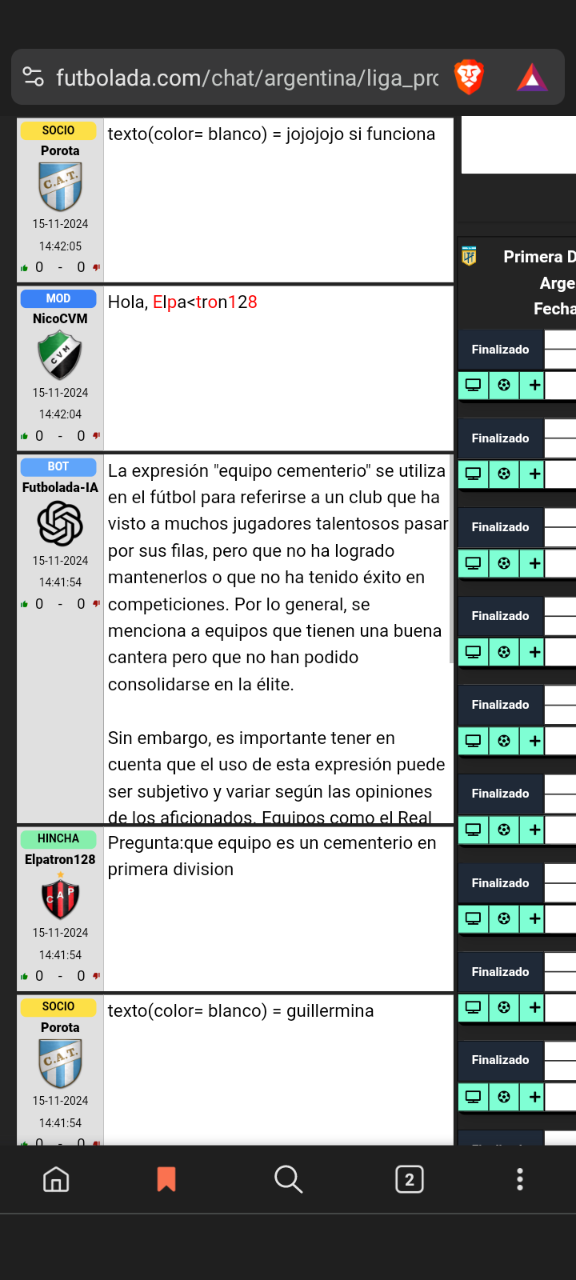 futbolada.com/chat/argentina/liga_pro
SOCIO
Porota
C.A.T.
15-11-2024
14:42:05
0 - 0
texto(color= blanco) = jojojojo si funciona
MOD
NicoCVM
CVM
15-11-2024
14:42:04
0 - 0
Hola, Elpa<tron128
BOT
Futbolada-IA
15-11-2024
14:41:54
0 - 0
La expresión "equipo cementerio" se utiliza
en el fútbol para referirse a un club que ha
visto a muchos jugadores talentosos pasar
por sus filas, pero que no ha logrado
mantenerlos o que no ha tenido éxito en
competiciones. Por lo general, se
menciona a equipos que tienen una buena
cantera pero que no han podido
consolidarse en la élite.
Sin embargo, es importante tener en
cuenta que el uso de esta expresión puede
ser subjetivo y variar según las opiniones
de los aficionados. Equipos como el Real
HINCHA
Elpatron128
CAP
15-11-2024
14:41:54
0 - 0
Pregunta:que equipo es un cementerio en
primera division
SOCIO
Porota
C.A.T.
15-11-2024
14:41:54
0 - 0
texto(color= blanco) = guillermina
Primera D
Arge
Fecha
Finalizado
Finalizado
Finalizado
Finalizado
Finalizado
Finalizado
Finalizado
Finalizado
Finalizado
2